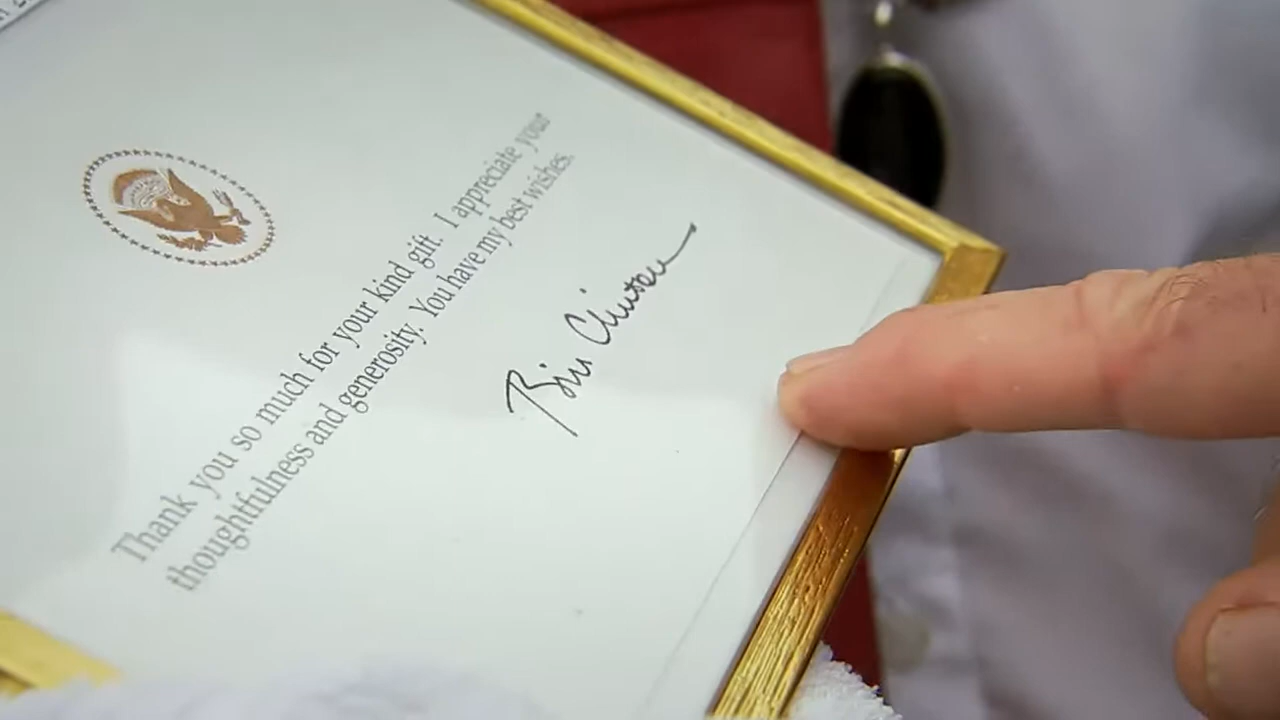 Thank you so much for your kind gift. I appreciate your
thoughtfulness and generosity. You have my best wishes.
Bill Clinton